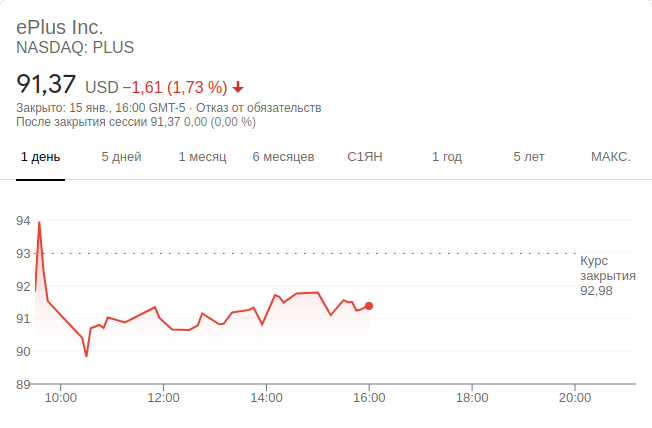 ePlus Inc.
NASDAQ: PLUS
91,37 USD −1,61 (1,73 %)
Закрыто: 15 янв., 16:00 GMT-5 · Отказ от обязательств
После закрытия сессии 91,37 0,00 (0,00 %)
1 день 5 дней 1 месяц 6 месяцев С1ЯН 1 год 5 лет МАКС.
94
93
Курс
закрытия
92,98
92
91
90
89
10:00 12:00 14:00 16:00 18:00 20:00